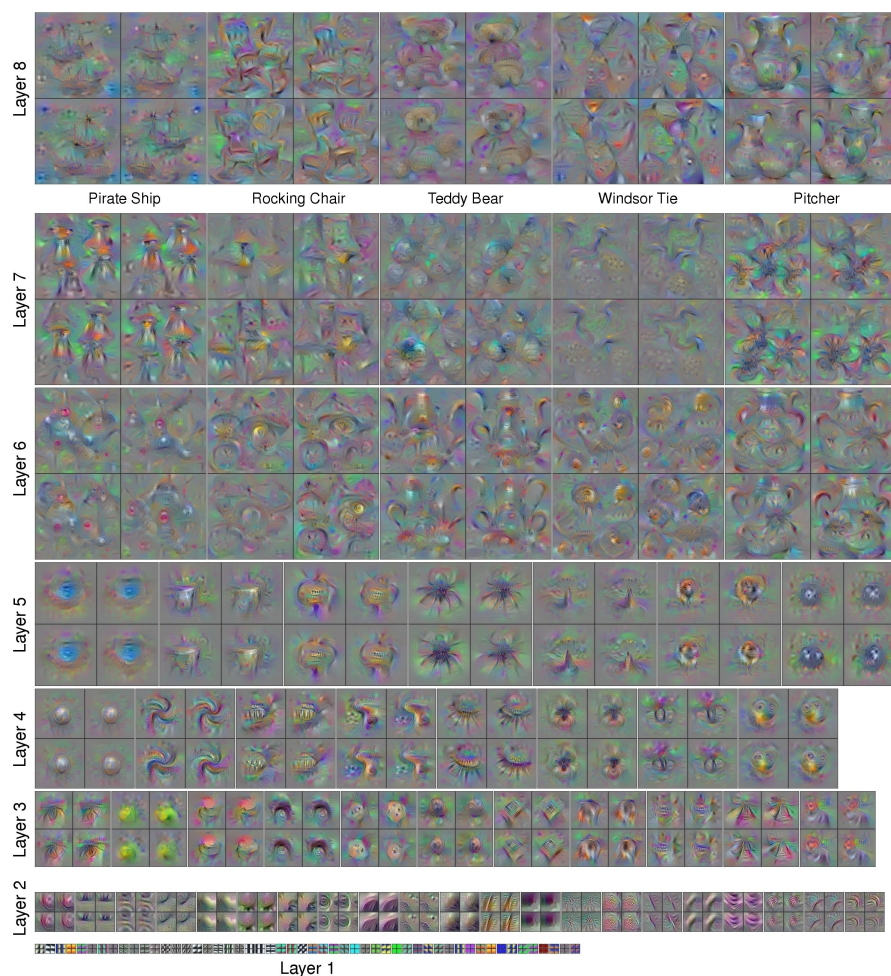 Layer 8
Pirate Ship
Rocking Chair
Teddy Bear
Windsor Tie
Pitcher
Layer 7
Layer 6
Layer 5
Layer 4
Layer 3
Layer 2
Layer 1